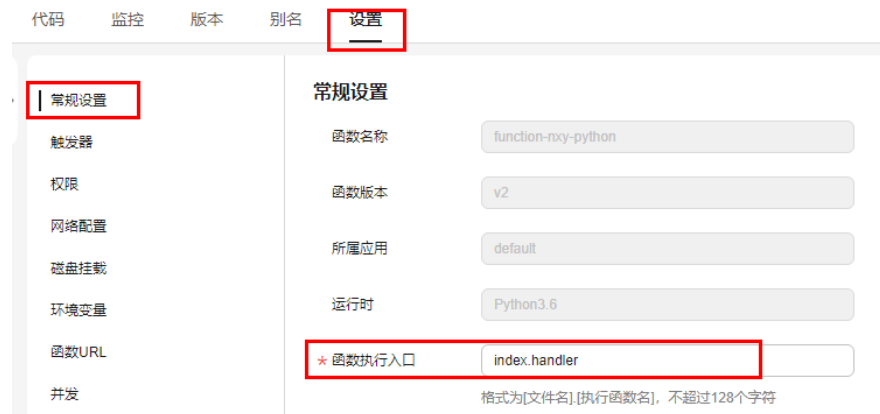 代码 监控 版本 别名 设置
常规设置
触发器
权限
网络配置
磁盘挂载
环境变量
函数URL
并发
常规设置
函数名称 function-nxy-python
函数版本 v2
所属应用 default
运行时 Python3.6
* 函数执行入口 index.handler
格式为[文件名].[执行函数名]，不超过128个字符